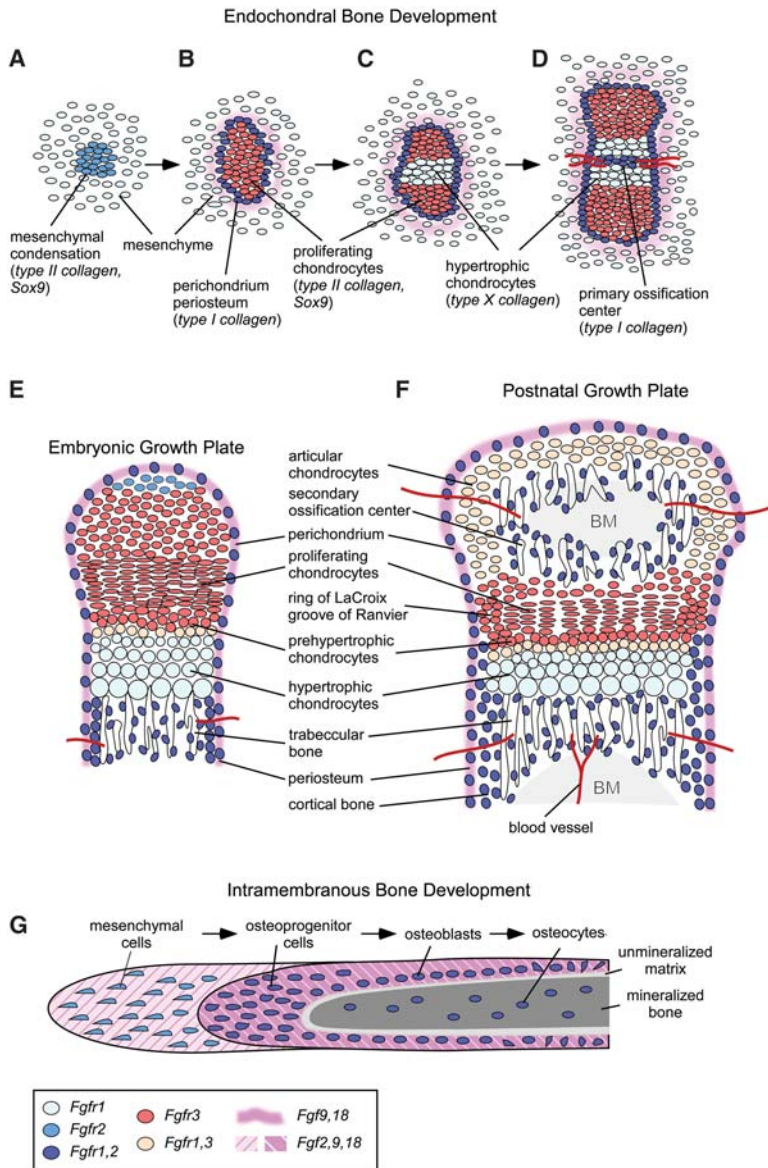 Endochondral Bone Development
A
B
C
D
mesenchymal
condensation
(type II collagen,
Sox9)
mesenchyme
perichondrium
periosteum
(type I collagen)
proliferating
chondrocytes
(type II collagen,
Sox9)
hypertrophic
chondrocytes
(type X collagen)
primary ossification
center
(type I collagen)
E
F
Postnatal Growth Plate
Embryonic Growth Plate
articular
chondrocytes
secondary
ossification center
perichondrium
proliferating
chondrocytes
ring of LaCroix
groove of Ranvier
prehypertrophic
chondrocytes
hypertrophic
chondrocytes
trabeccular
bone
periosteum
cortical bone
BM
BM
blood vessel
Intramembranous Bone Development
G
mesenchymal
cells
osteoprogenitor
cells
osteoblasts
osteocytes
unmineralized
matrix
mineralized
bone
Fgfr1
Fgfr2
Fgfr1,2
Fgfr3
Fgfr1,3
Fgf9,18
Fgf2,9,18